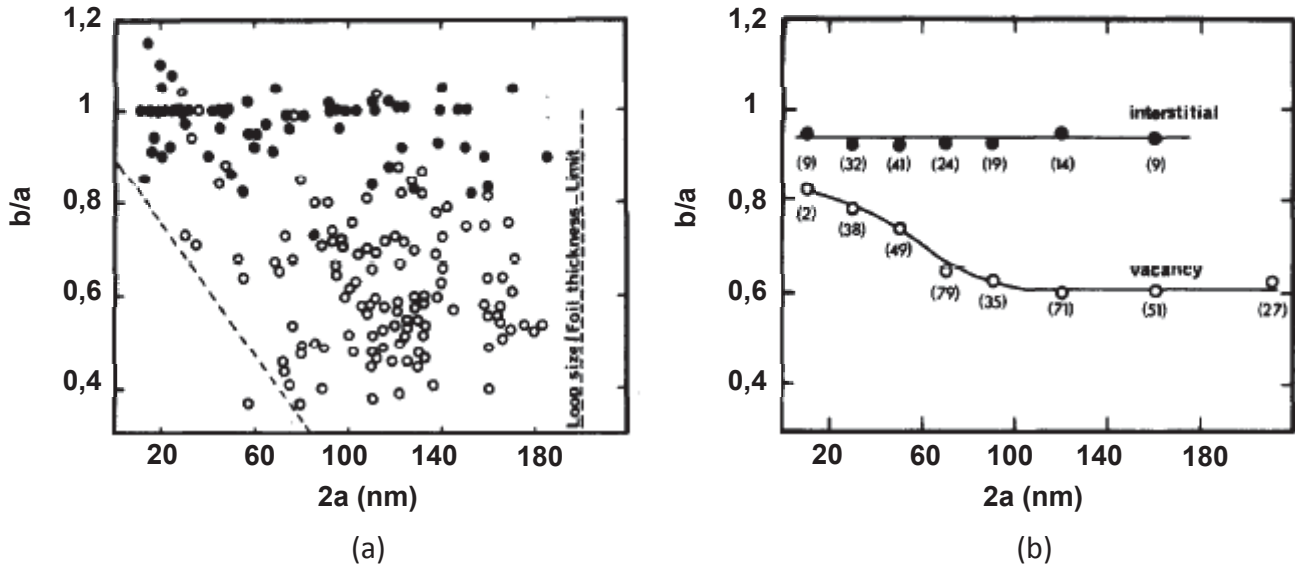 1,2
1
0,8
0,6
0,4
b/a
20 60 100 140 180
2a (nm)
Loop size/Foil thickness Limit
(a)
1,2
1
0,8
0,6
0,4
b/a
interstitial
(9) (32) (41) (24) (19) (14) (9)
(2) (38) (49) (79) (35) (71) (51) (27)
vacancy
20 60 100 140 180
2a (nm)
(b)